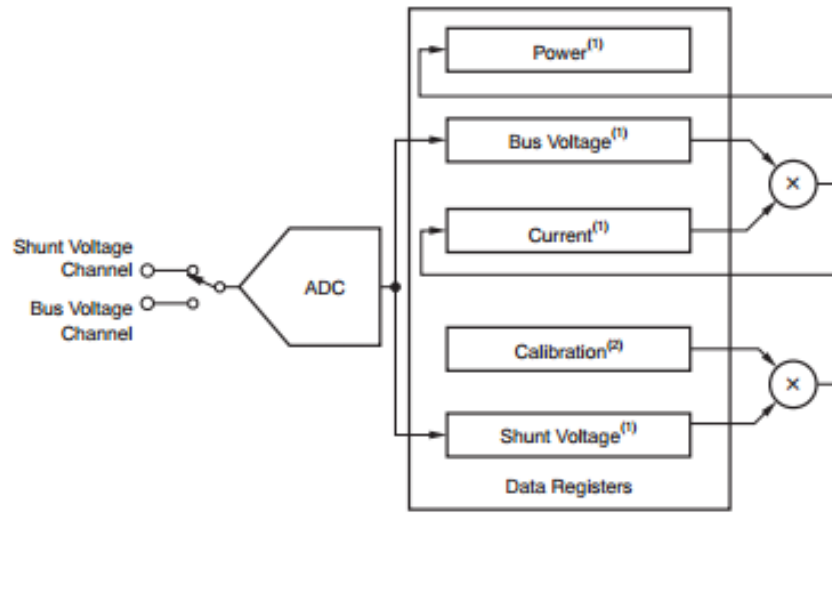 Power(1)
Bus Voltage(1)
×
Current(1)
Shunt Voltage
Channel
ADC
Bus Voltage
Channel
Calibration(2)
×
Shunt Voltage(1)
Data Registers